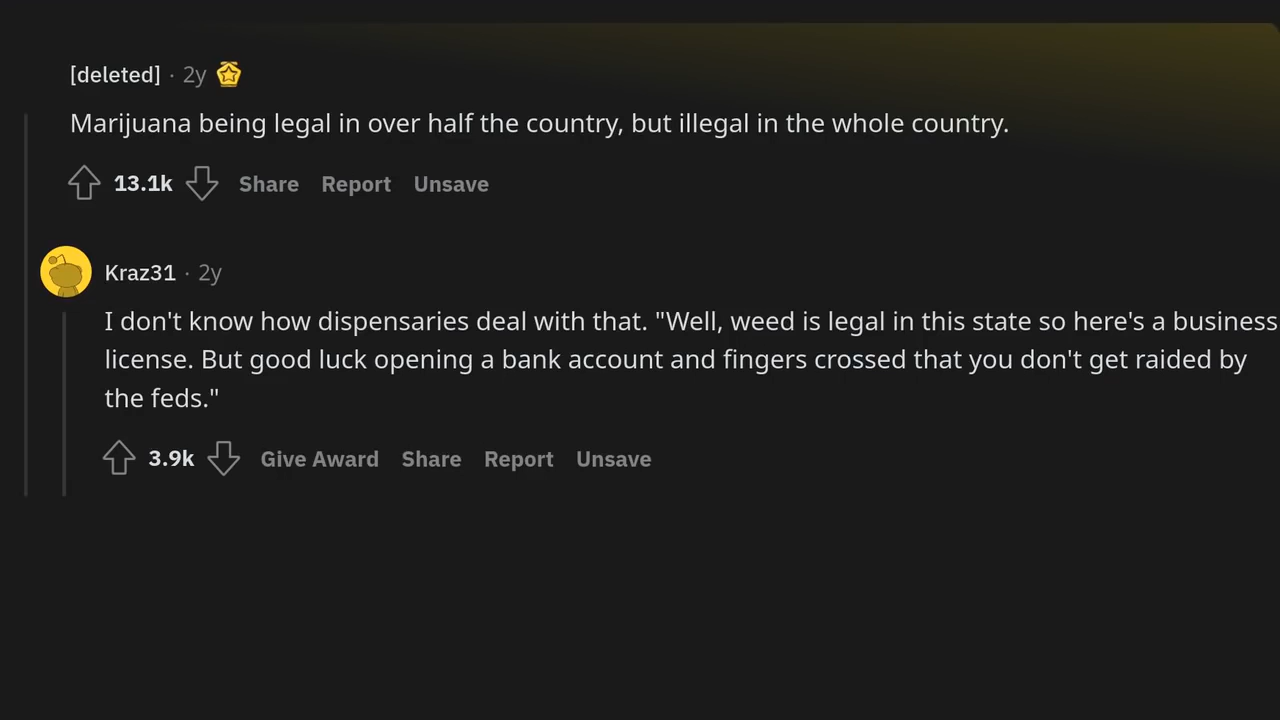 [deleted] · 2y
Marijuana being legal in over half the country, but illegal in the whole country.
13.1k Share Report Unsave
Kraz31 · 2y
I don't know how dispensaries deal with that. "Well, weed is legal in this state so here's a business
license. But good luck opening a bank account and fingers crossed that you don't get raided by
the feds."
3.9k Give Award Share Report Unsave